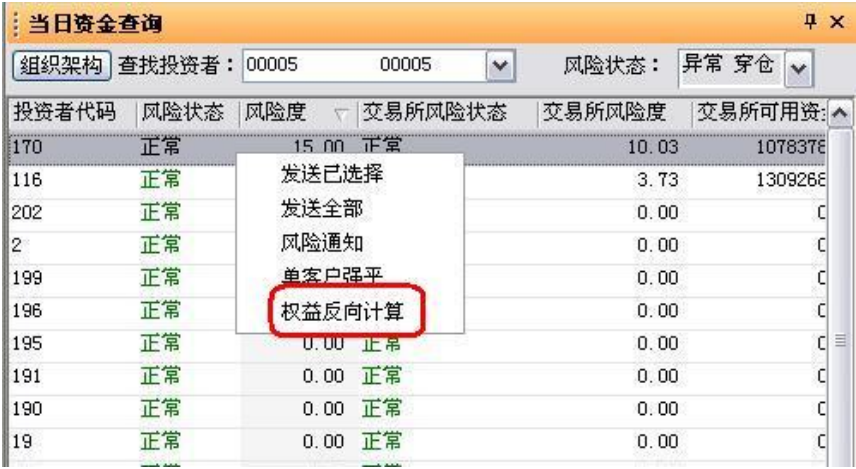 当日资金查询
组织架构 查找投资者： 00005 00005 风险状态： 异常 穿仓
投资者代码 风险状态 风险度 交易所风险状态 交易所风险度 交易所可用资
170 正常 15.00 正常 10.03 1078378
116 正常 3.73 1309268
202 正常 0.00
2 正常 0.00
199 正常 0.00
196 正常 0.00
195 正常 0.00 正常 0.00
191 正常 0.00 正常 0.00
190 正常 0.00 正常 0.00
19 正常 0.00 正常 0.00
发送已选择
发送全部
风险通知
单客户强平
权益反向计算